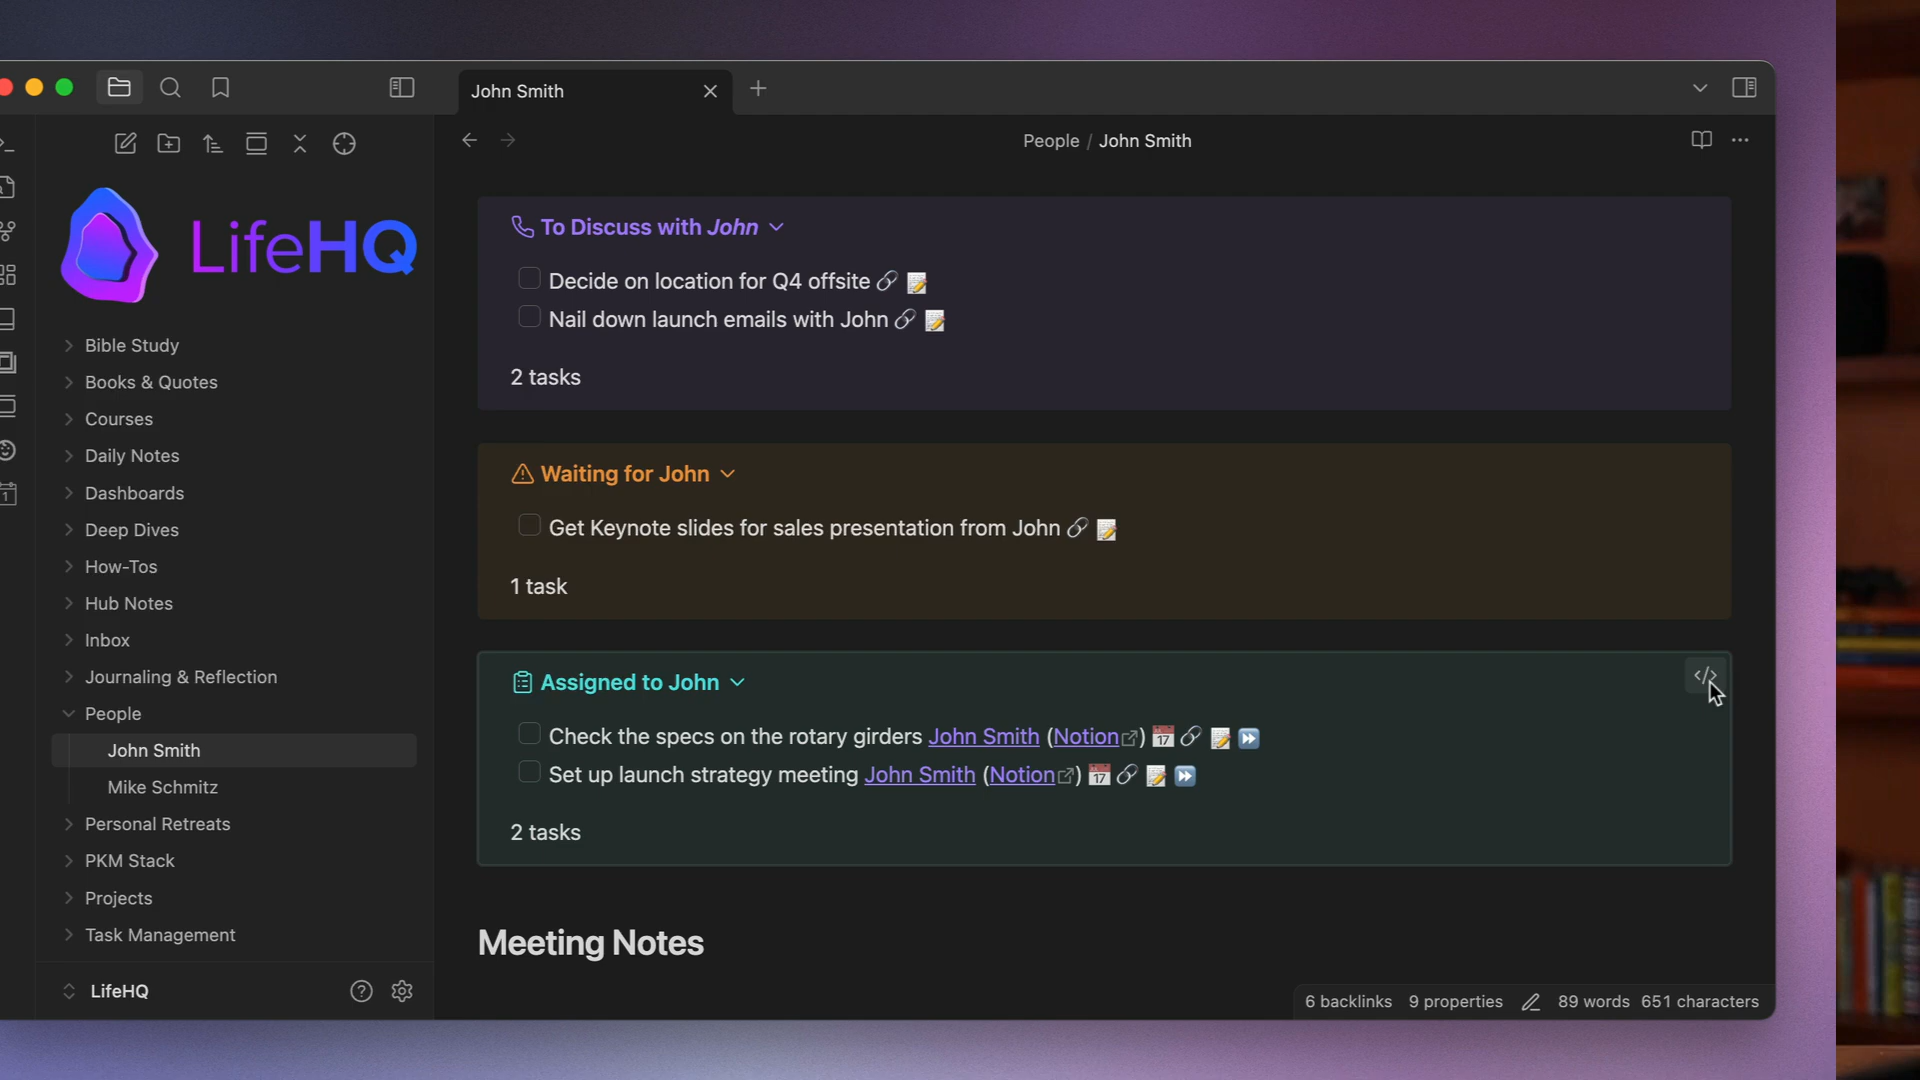 John Smith
People / John Smith
LifeHQ
Bible Study
Books & Quotes
Courses
Daily Notes
Dashboards
Deep Dives
How-Tos
Hub Notes
Inbox
Journaling & Reflection
People
John Smith
Mike Schmitz
Personal Retreats
PKM Stack
Projects
Task Management
LifeHQ
To Discuss with John
Decide on location for Q4 offsite 🔗 📝
Nail down launch emails with John 🔗 📝
2 tasks
Waiting for John
Get Keynote slides for sales presentation from John 🔗 📝
1 task
Assigned to John
</>
Check the specs on the rotary girders John Smith (Notion) 📅 🔗 📝 ⏩
Set up launch strategy meeting John Smith (Notion) 📅 🔗 📝 ⏩
2 tasks
Meeting Notes
6 backlinks 9 properties 89 words 651 characters